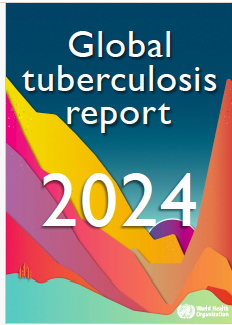 Global
tuberculosis
report
2024
World Health
Organization